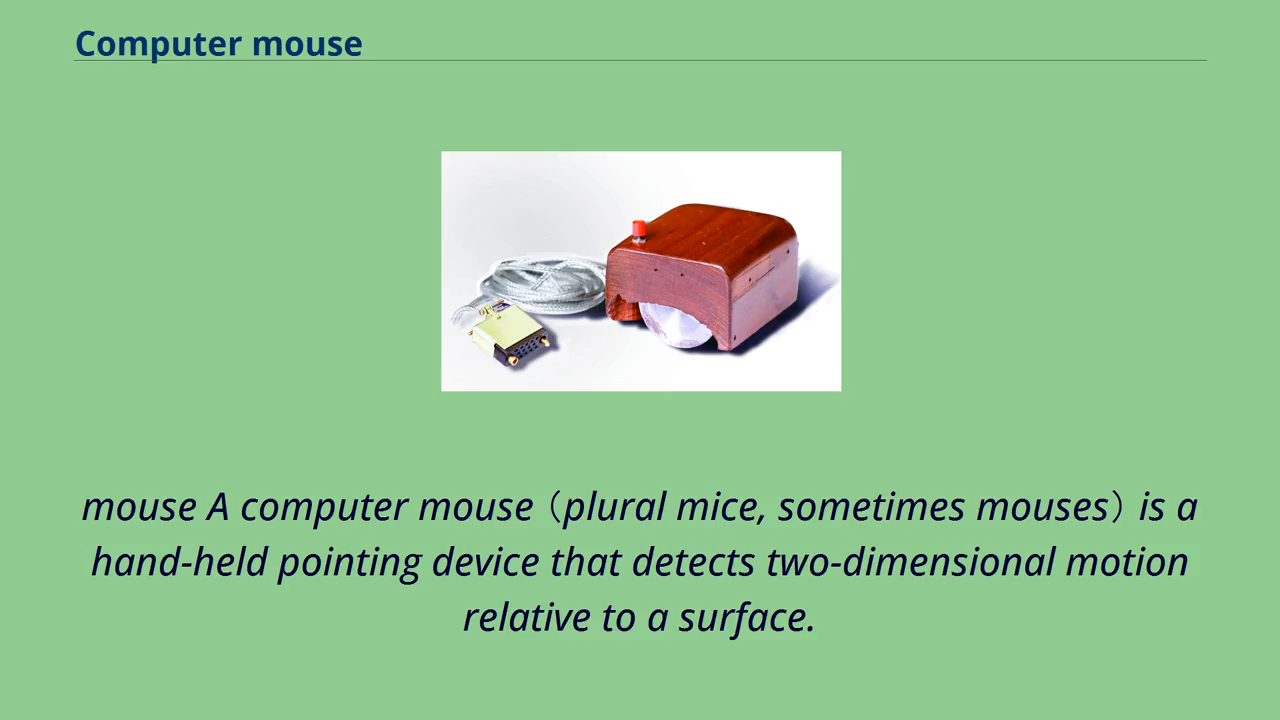 Computer mouse
mouse A computer mouse（plural mice, sometimes mouses）is a
hand-held pointing device that detects two-dimensional motion
relative to a surface.